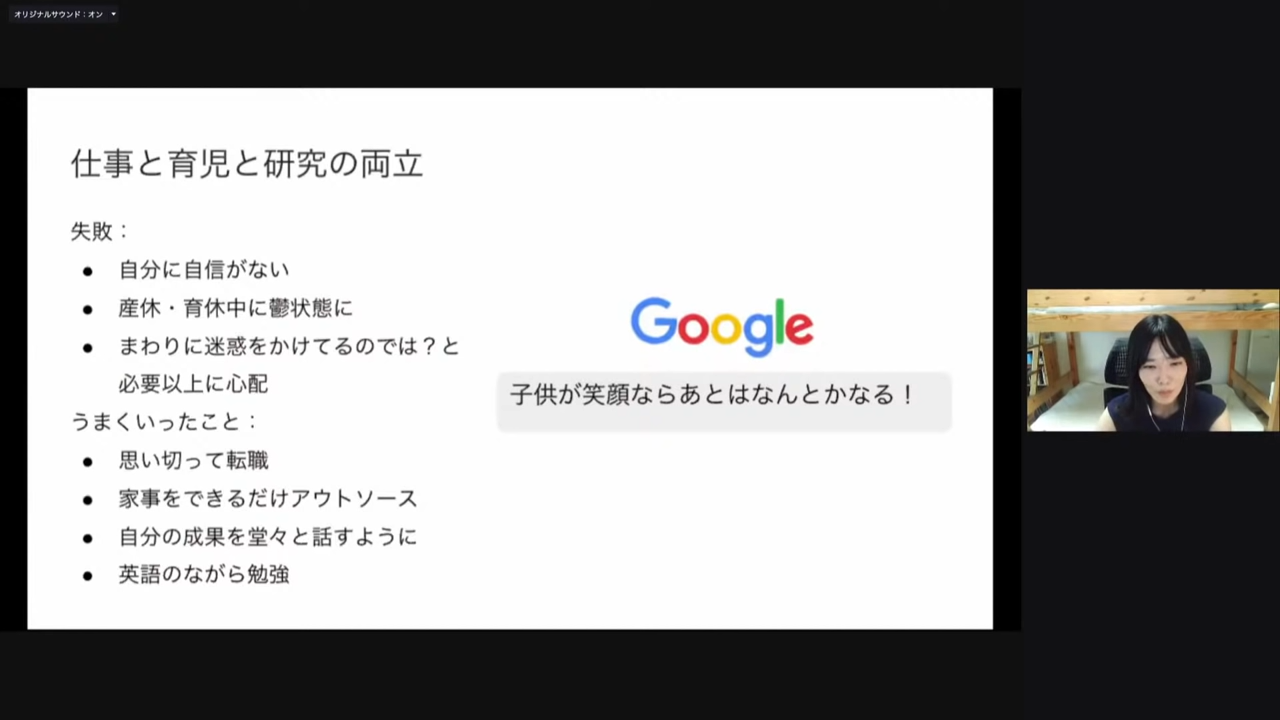 オリジナルサウンド：オン
仕事と育児と研究の両立
失敗：
● 自分に自信がない
● 産休・育休中に鬱状態に
● まわりに迷惑をかけてるのでは？と
必要以上に心配
うまくいったこと：
● 思い切って転職
● 家事をできるだけアウトソース
● 自分の成果を堂々と話すように
● 英語のながら勉強
Google
子供が笑顔ならあとはなんとかなる！